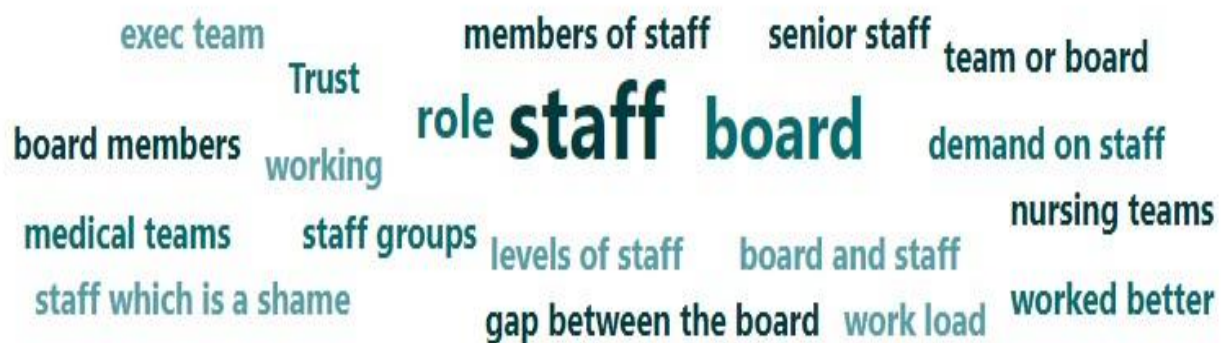 exec team
members of staff
senior staff
team or board
Trust
role
staff
board
board members
working
demand on staff
medical teams
staff groups
nursing teams
levels of staff
board and staff
staff which is a shame
gap between the board
work load
worked better